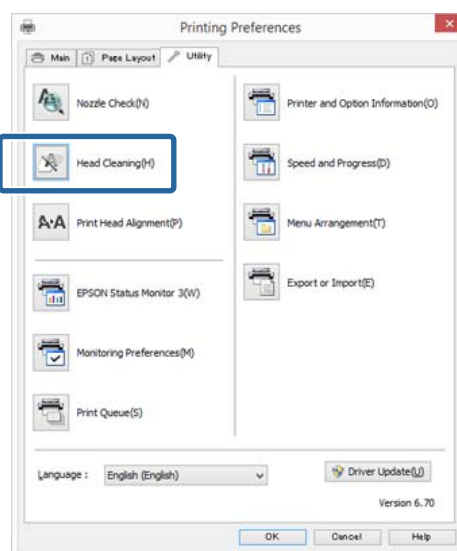 Printing Preferences
Main
Page Layout
Utility
Nozzle Check(N)
Head Cleaning(H)
Print Head Alignment(P)
EPSON Status Monitor 3(W)
Monitoring Preferences(M)
Print Queue(S)
Printer and Option Information(O)
Speed and Progress(D)
Menu Arrangement(T)
Export or Import(E)
Language : English (English)
Driver Update(U)
Version 6.70
OK Cancel Help